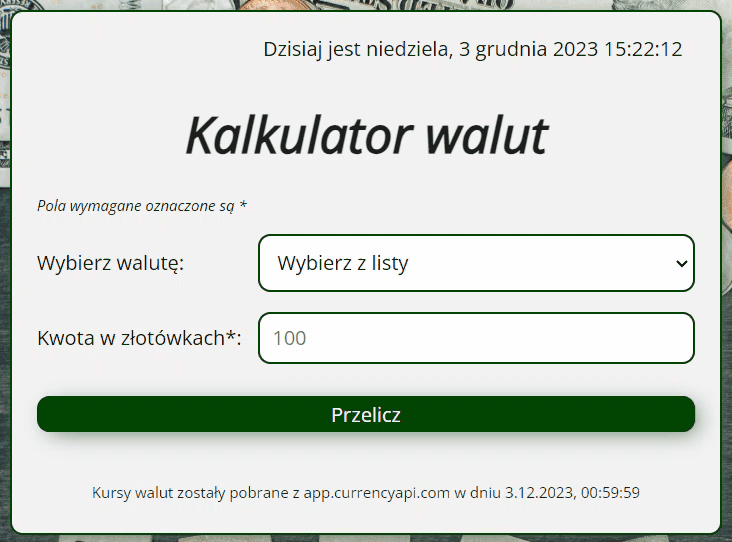 Dzisiaj jest niedziela, 3 grudnia 2023 15:22:12
Kalkulator walut
Pola wymagane oznaczone są *
Wybierz walutę:
Wybierz z listy
Kwota w złotówkach*:
100
Przelicz
Kursy walut zostały pobrane z app.currencyapi.com w dniu 3.12.2023, 00:59:59